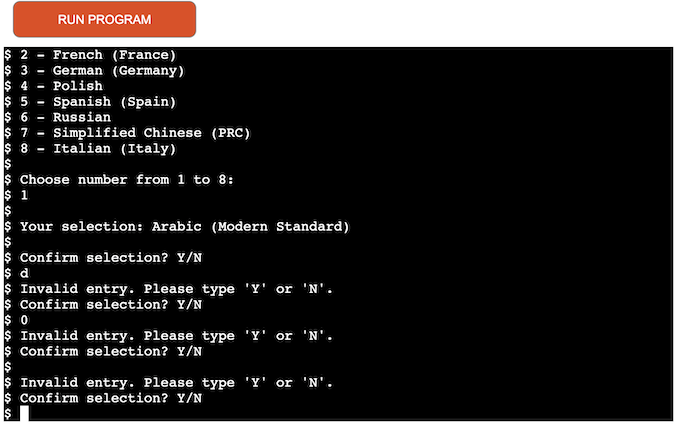 RUN PROGRAM
$ 2 – French (France)
$ 3 – German (Germany)
$ 4 – Polish
$ 5 – Spanish (Spain)
$ 6 – Russian
$ 7 – Simplified Chinese (PRC)
$ 8 – Italian (Italy)
$
$ Choose number from 1 to 8:
$ 1
$
$ Your selection: Arabic (Modern Standard)
$
$ Confirm selection? Y/N
$ d
$ Invalid entry. Please type 'Y' or 'N'.
$ Confirm selection? Y/N
$ 0
$ Invalid entry. Please type 'Y' or 'N'.
$ Confirm selection? Y/N
$
$ Invalid entry. Please type 'Y' or 'N'.
$ Confirm selection? Y/N
$